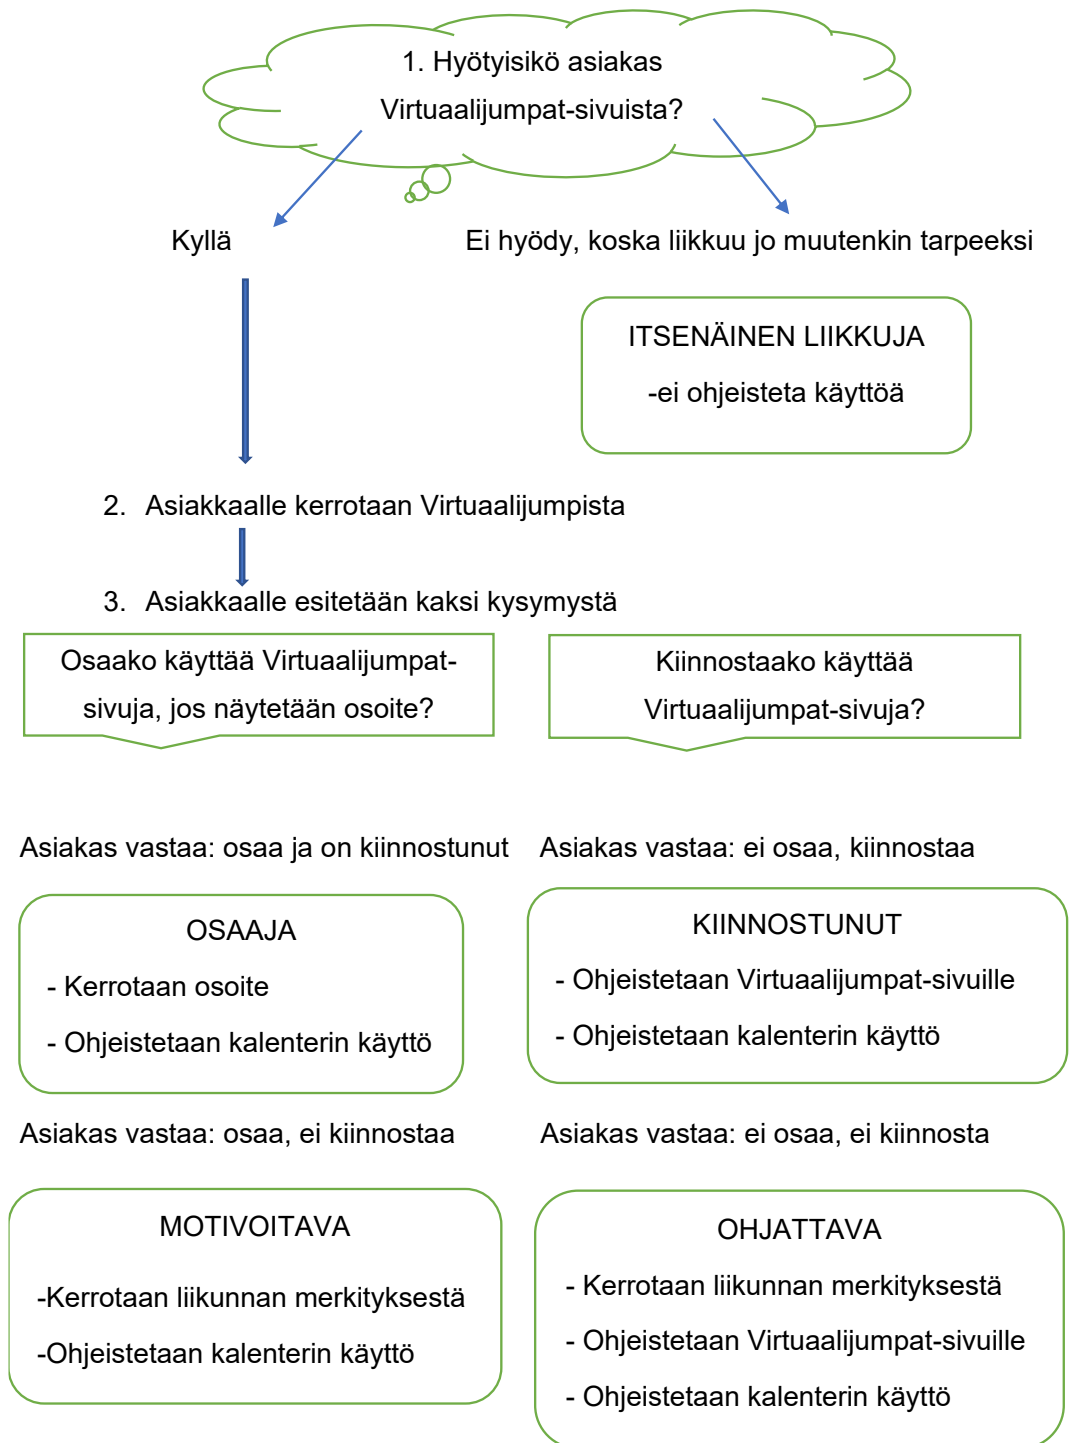 1. Hyötyisikö asiakas
Virtuaalijumpat-sivuista?
Kyllä
Ei hyödy, koska liikkuu jo muutenkin tarpeeksi
ITSENÄINEN LIIKKUJA
-ei ohjeisteta käyttöä
2. Asiakkaalle kerrotaan Virtuaalijumpista
3. Asiakkaalle esitetään kaksi kysymystä
Osaako käyttää Virtuaalijumpat-
sivuja, jos näytetään osoite?
Kiinnostaako käyttää
Virtuaalijumpat-sivuja?
Asiakas vastaa: osaa ja on kiinnostunut
OSAAJA
- Kerrotaan osoite
- Ohjeistetaan kalenterin käyttö
Asiakas vastaa: ei osaa, kiinnostaa
KIINNOSTUNUT
- Ohjeistetaan Virtuaalijumpat-sivuille
- Ohjeistetaan kalenterin käyttö
Asiakas vastaa: osaa, ei kiinnostaa
MOTIVOITAVA
-Kerrotaan liikunnan merkityksestä
-Ohjeistetaan kalenterin käyttö
Asiakas vastaa: ei osaa, ei kiinnosta
OHJATTAVA
- Kerrotaan liikunnan merkityksestä
- Ohjeistetaan Virtuaalijumpat-sivuille
- Ohjeistetaan kalenterin käyttö